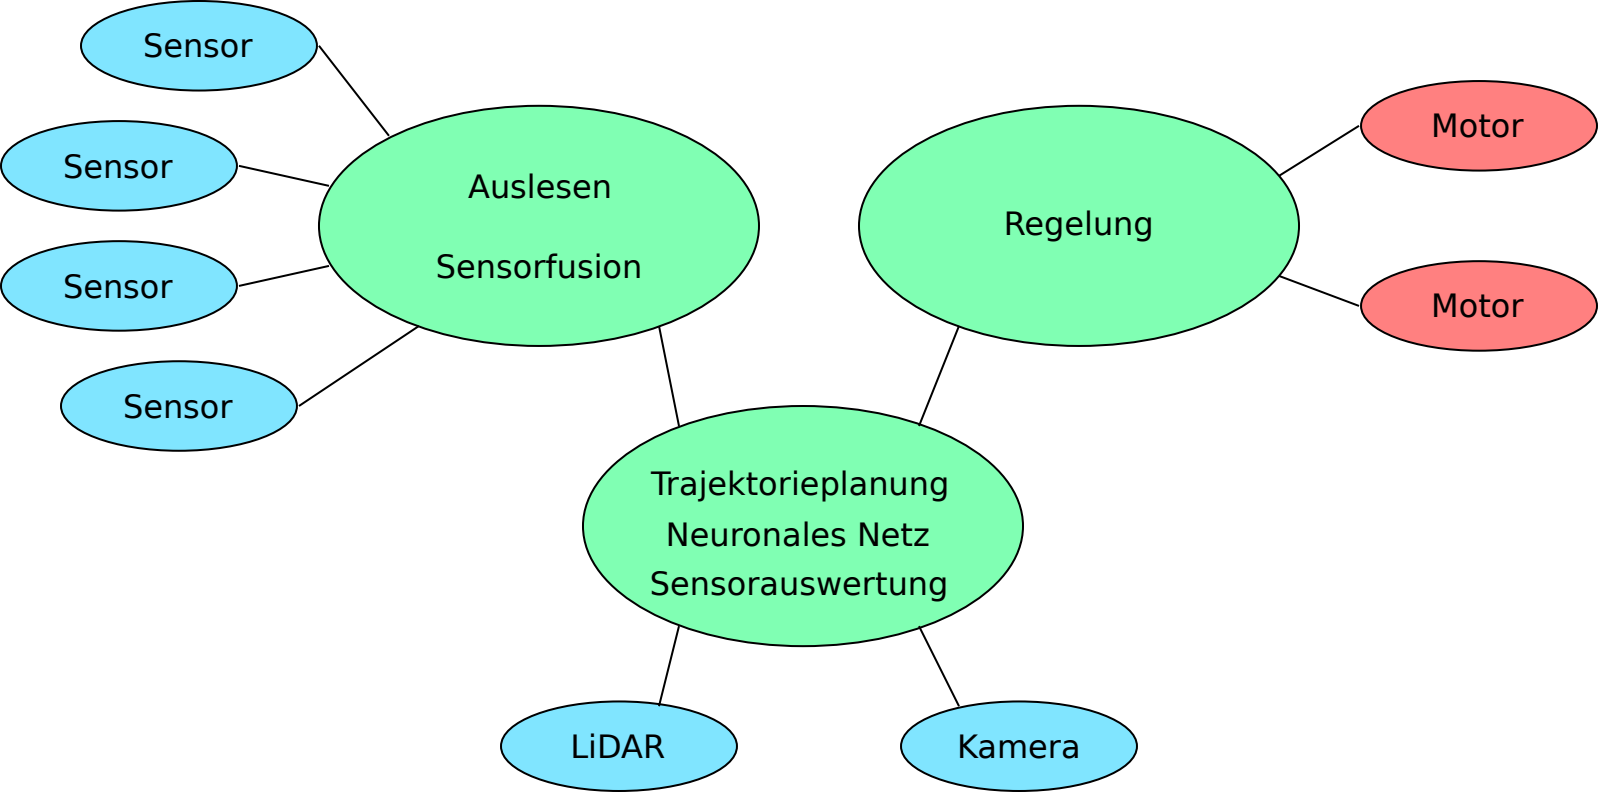 Sensor
Sensor
Sensor
Sensor
Auslesen
Sensorfusion
Regelung
Motor
Motor
Trajektorieplanung
Neuronales Netz
Sensorauswertung
LiDAR
Kamera